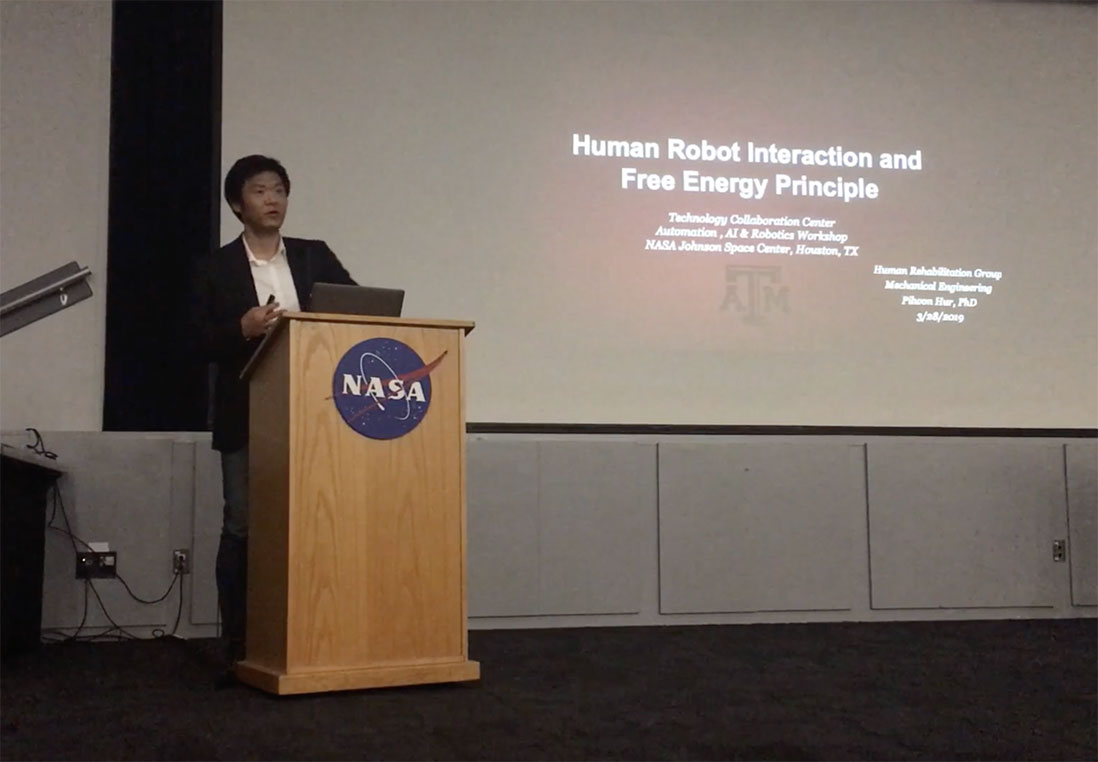 Human Robot Interaction and
Free Energy Principle
Technology Collaboration Center
Automation , AI & Robotics Workshop
NASA Johnson Space Center, Houston, TX
Human Rehabilitation Group
Mechanical Engineering
Pilwon Hur, PhD
3/28/2019
ATM
NASA